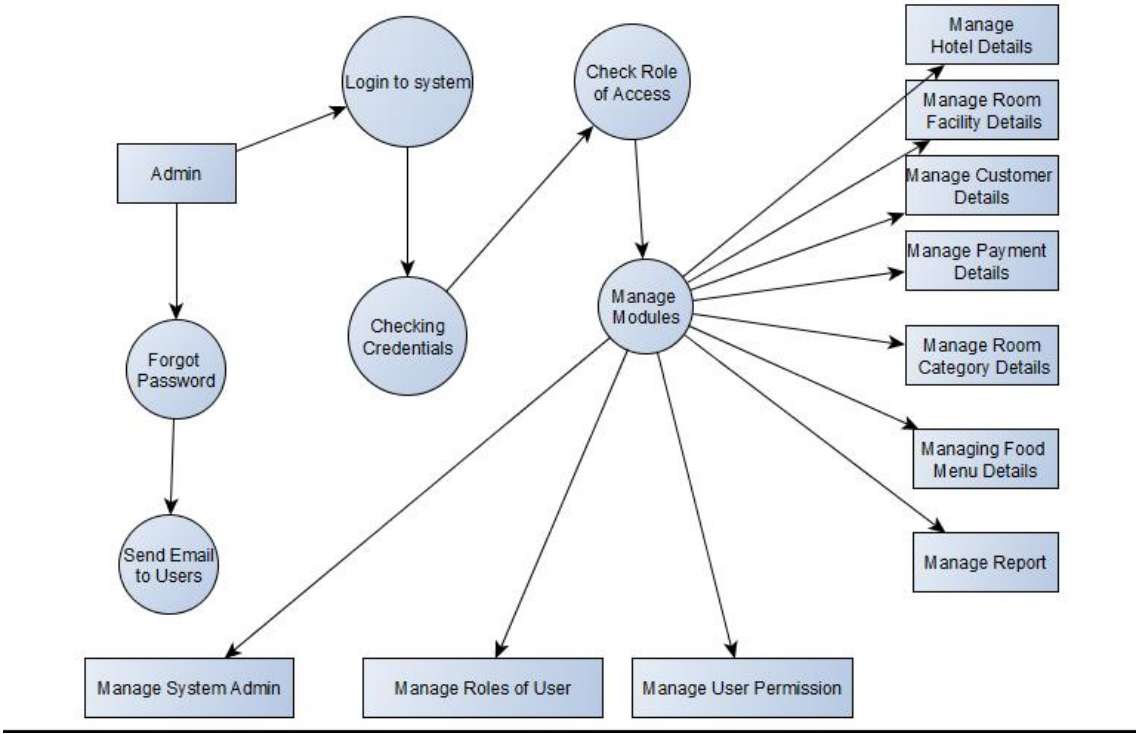 Manage
Hotel Details
Login to system
Check Role
of Access
Manage Room
Facility Details
Admin
Manage Customer
Details
Manage Payment
Details
Manage
Modules
Checking
Credentials
Manage Room
Category Details
Forgot
Password
Managing Food
Menu Details
Send Email
to Users
Manage Report
Manage System Admin
Manage Roles of User
Manage User Permission